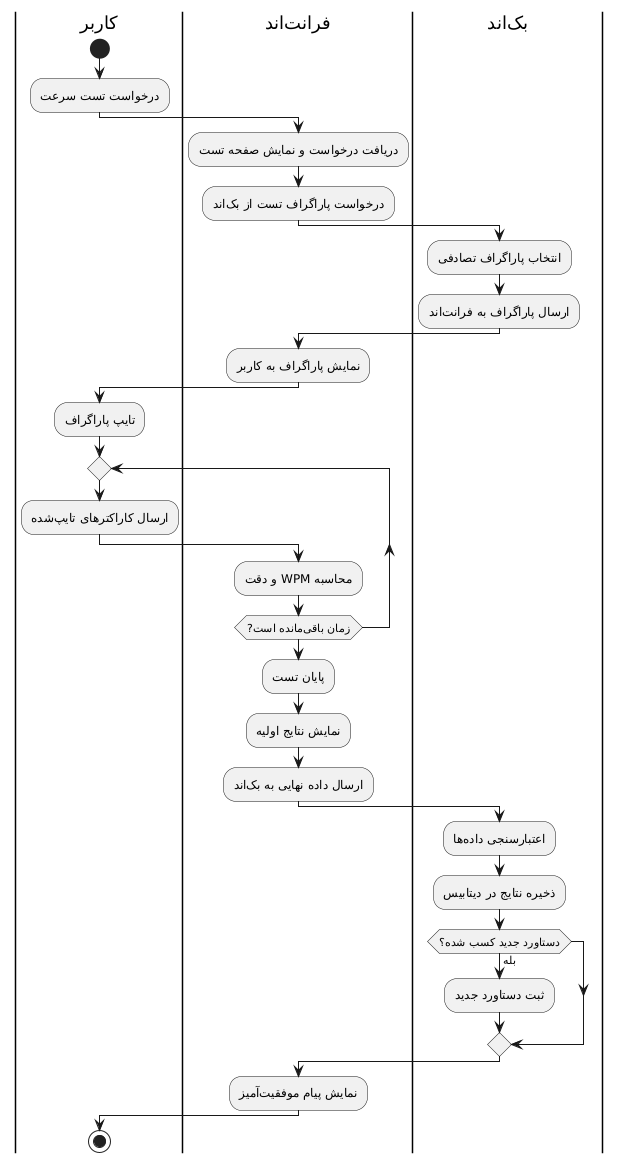 کاربر
فرانت‌اند
بک‌اند
درخواست تست سرعت
دریافت درخواست و نمایش صفحه تست
درخواست پاراگراف تست از بک‌اند
انتخاب پاراگراف تصادفی
ارسال پاراگراف به فرانت‌اند
نمایش پاراگراف به کاربر
تایپ پاراگراف
ارسال کاراکترهای تایپ‌شده
محاسبه WPM و دقت
زمان باقی‌مانده است؟
پایان تست
نمایش نتایج اولیه
ارسال داده نهایی به بک‌اند
اعتبارسنجی داده‌ها
ذخیره نتایج در دیتابیس
دستاورد جدید کسب شده؟
بله
ثبت دستاورد جدید
نمایش پیام موفقیت‌آمیز